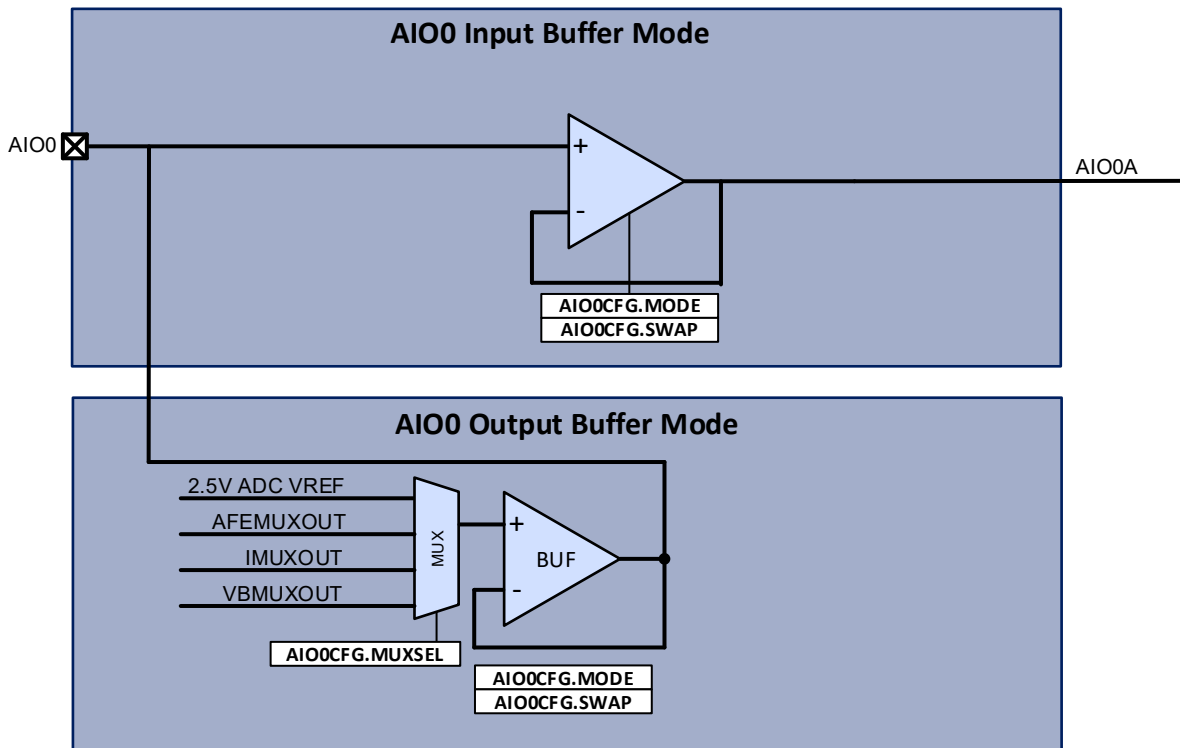 AIO0 Input Buffer Mode
AIO0
+
-
AIO0A
AIO0CFG.MODE
AIO0CFG.SWAP
AIO0 Output Buffer Mode
2.5V ADC VREF
AFEMUXOUT
IMUXOUT
VBMUXOUT
MUX
+
BUF
-
AIO0CFG.MUXSEL
AIO0CFG.MODE
AIO0CFG.SWAP